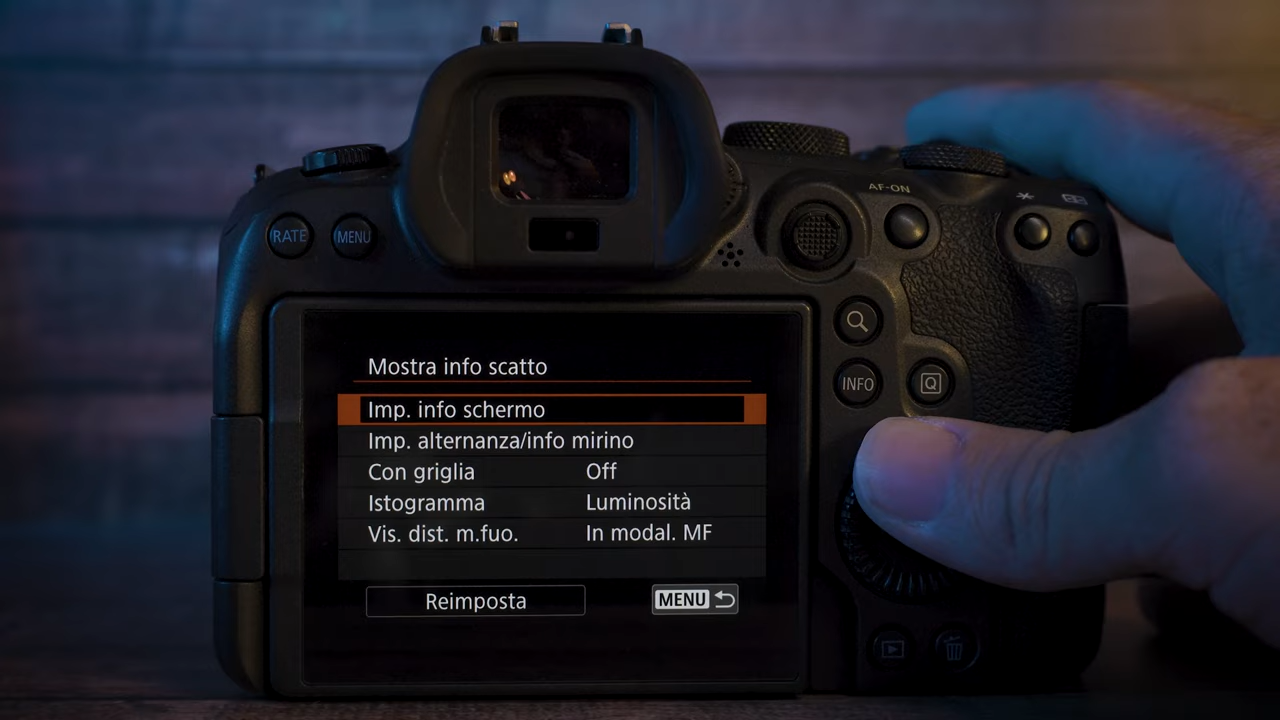 AF-ON
RATE
MENU
INFO
Q
Mostra info scatto
Imp. info schermo
Imp. alternanza/info mirino
Con griglia Off
Istogramma Luminosità
Vis. dist. m.fuo. In modal. MF
Reimposta
MENU